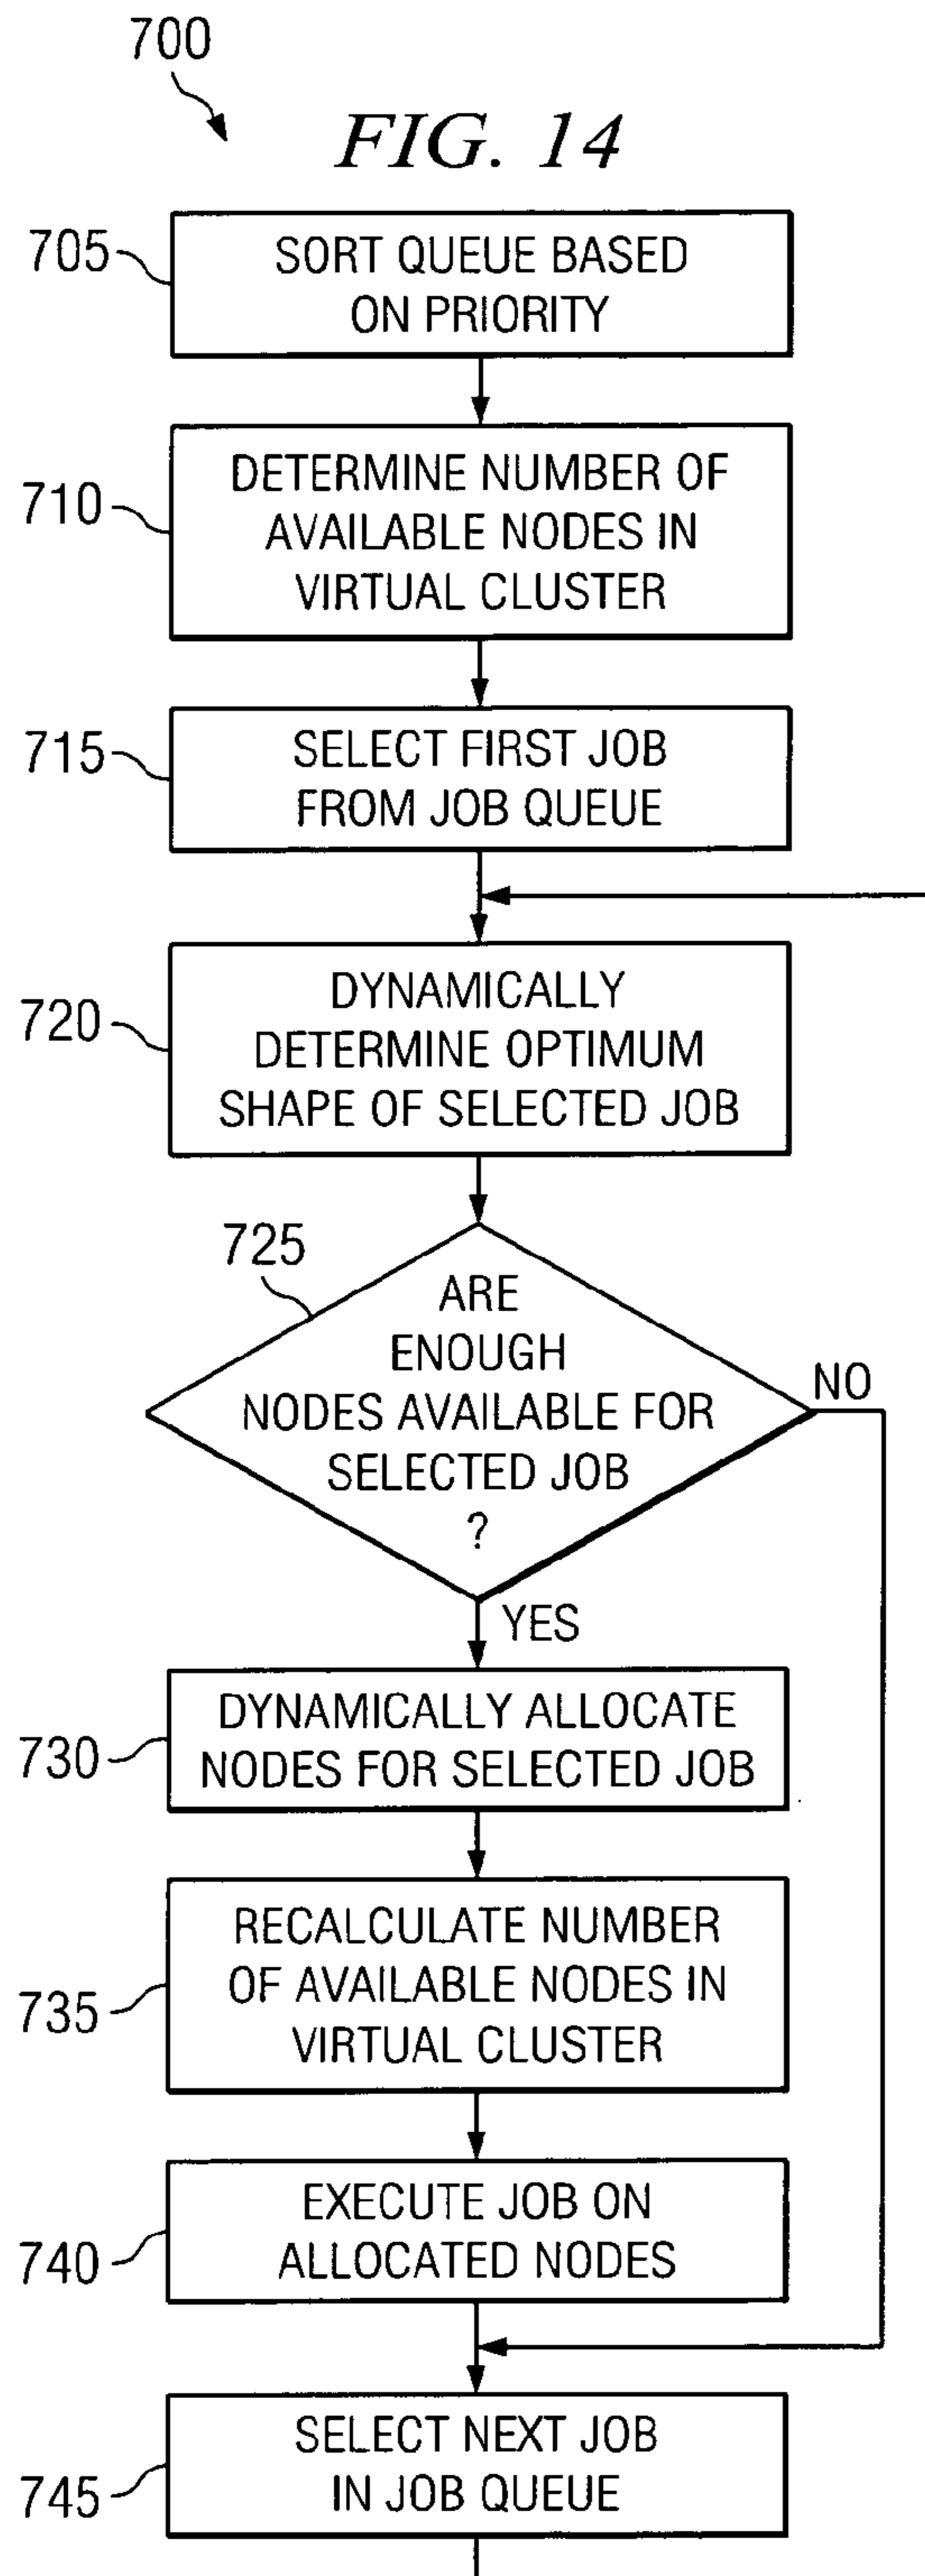 700
FIG. 14
705
SORT QUEUE BASED
ON PRIORITY
710
DETERMINE NUMBER OF
AVAILABLE NODES IN
VIRTUAL CLUSTER
715
SELECT FIRST JOB
FROM JOB QUEUE
720
DYNAMICALLY
DETERMINE OPTIMUM
SHAPE OF SELECTED JOB
725
ARE
ENOUGH
NODES AVAILABLE FOR
SELECTED JOB
?
NO
YES
730
DYNAMICALLY ALLOCATE
NODES FOR SELECTED JOB
735
RECALCULATE NUMBER
OF AVAILABLE NODES IN
VIRTUAL CLUSTER
740
EXECUTE JOB ON
ALLOCATED NODES
745
SELECT NEXT JOB
IN JOB QUEUE